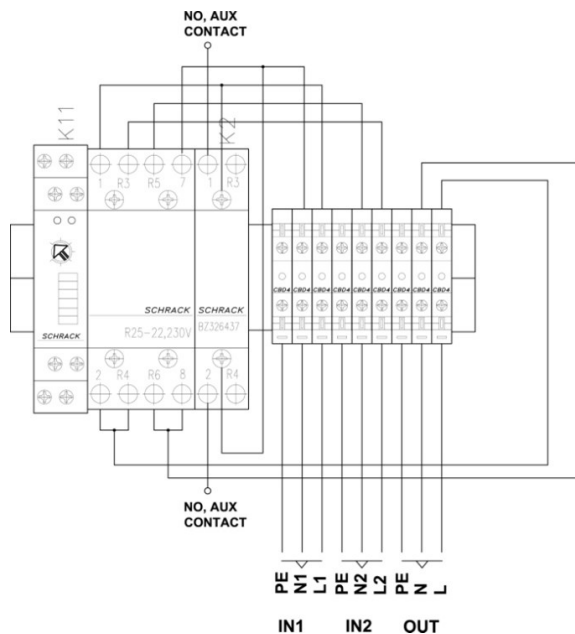 NO, AUX
CONTACT
K11
K2
1 R3 R5 7 1 R3
CBD4 CBD4 CBD4 CBD4 CBD4 CBD4 CBD4 CBD4 CBD4
SCHRACK SCHRACK
R25-22,230V BZ326437
SCHRACK
2 R4 R6 8 2 R4
NO, AUX
CONTACT
PE N1 L1 PE N2 L2 PE N L
IN1 IN2 OUT